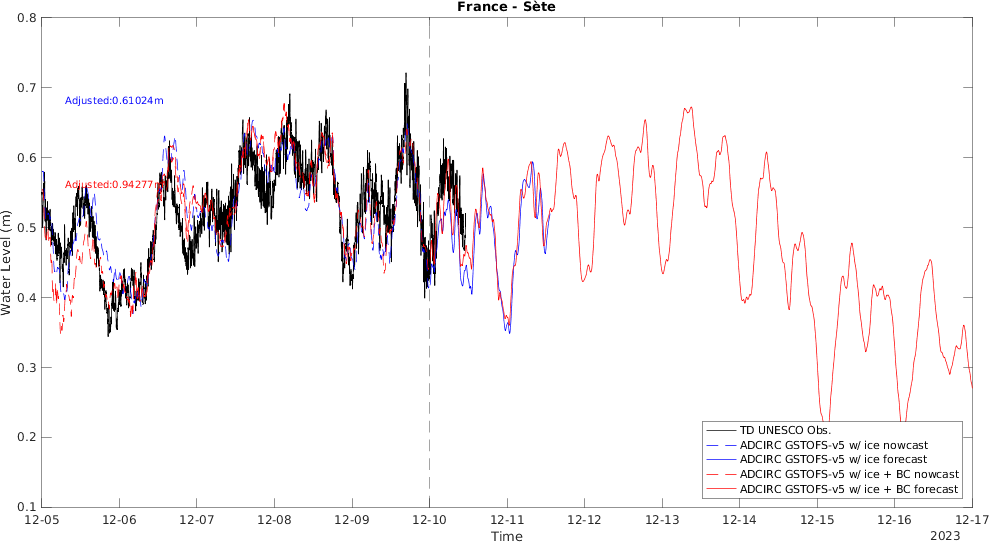 France - Sète
0.8
0.7
0.6
0.5
0.4
0.3
0.2
0.1
Water Level (m)
Adjusted:0.61024m
Adjusted:0.94277m
TD UNESCO Obs.
ADCIRC GSTOFS-v5 w/ ice nowcast
ADCIRC GSTOFS-v5 w/ ice forecast
ADCIRC GSTOFS-v5 w/ ice + BC nowcast
ADCIRC GSTOFS-v5 w/ ice + BC forecast
12-05 12-06 12-07 12-08 12-09 12-10 12-11 12-12 12-13 12-14 12-15 12-16 12-17
Time
2023